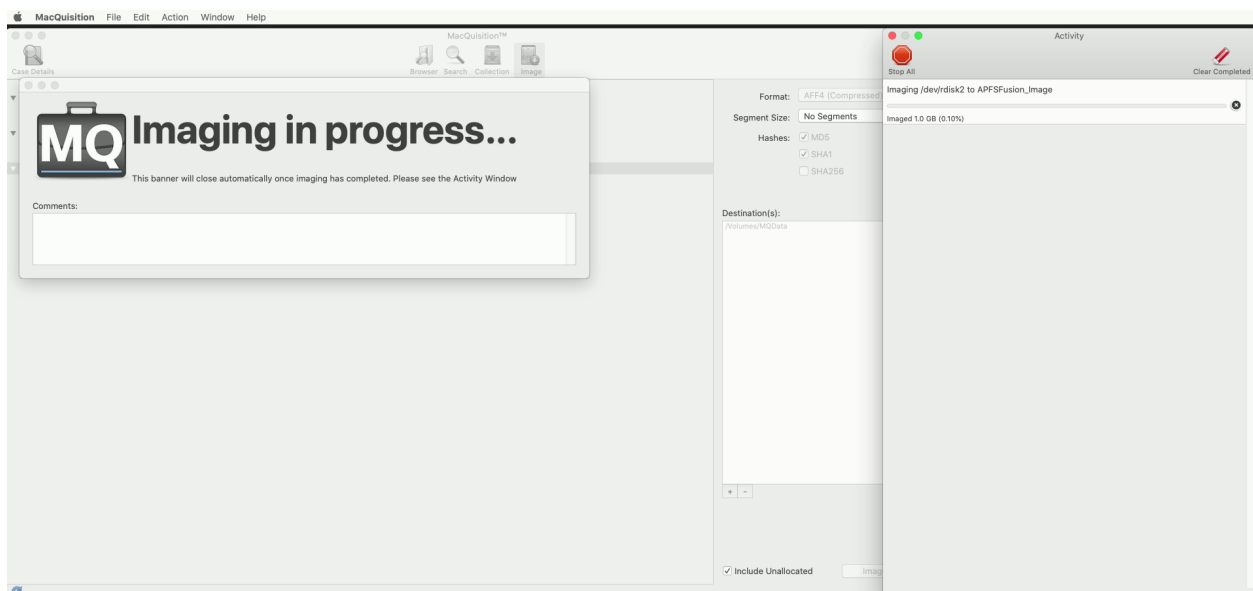 MacQuisition File Edit Action Window Help
MacQuisition™
Case Details
Browser Search Collection Image
MQ
Imaging in progress...
This banner will close automatically once imaging has completed. Please see the Activity Window
Comments:
Format: AFF4 (Compressed)
Segment Size: No Segments
Hashes: MD5
SHA1
SHA256
Destination(s):
/Volumes/MQData
+ -
Include Unallocated
Activity
Stop All
Clear Completed
Imaging /dev/rdisk2 to APFSFusion_Image
Imaged 1.0 GB (0.10%)